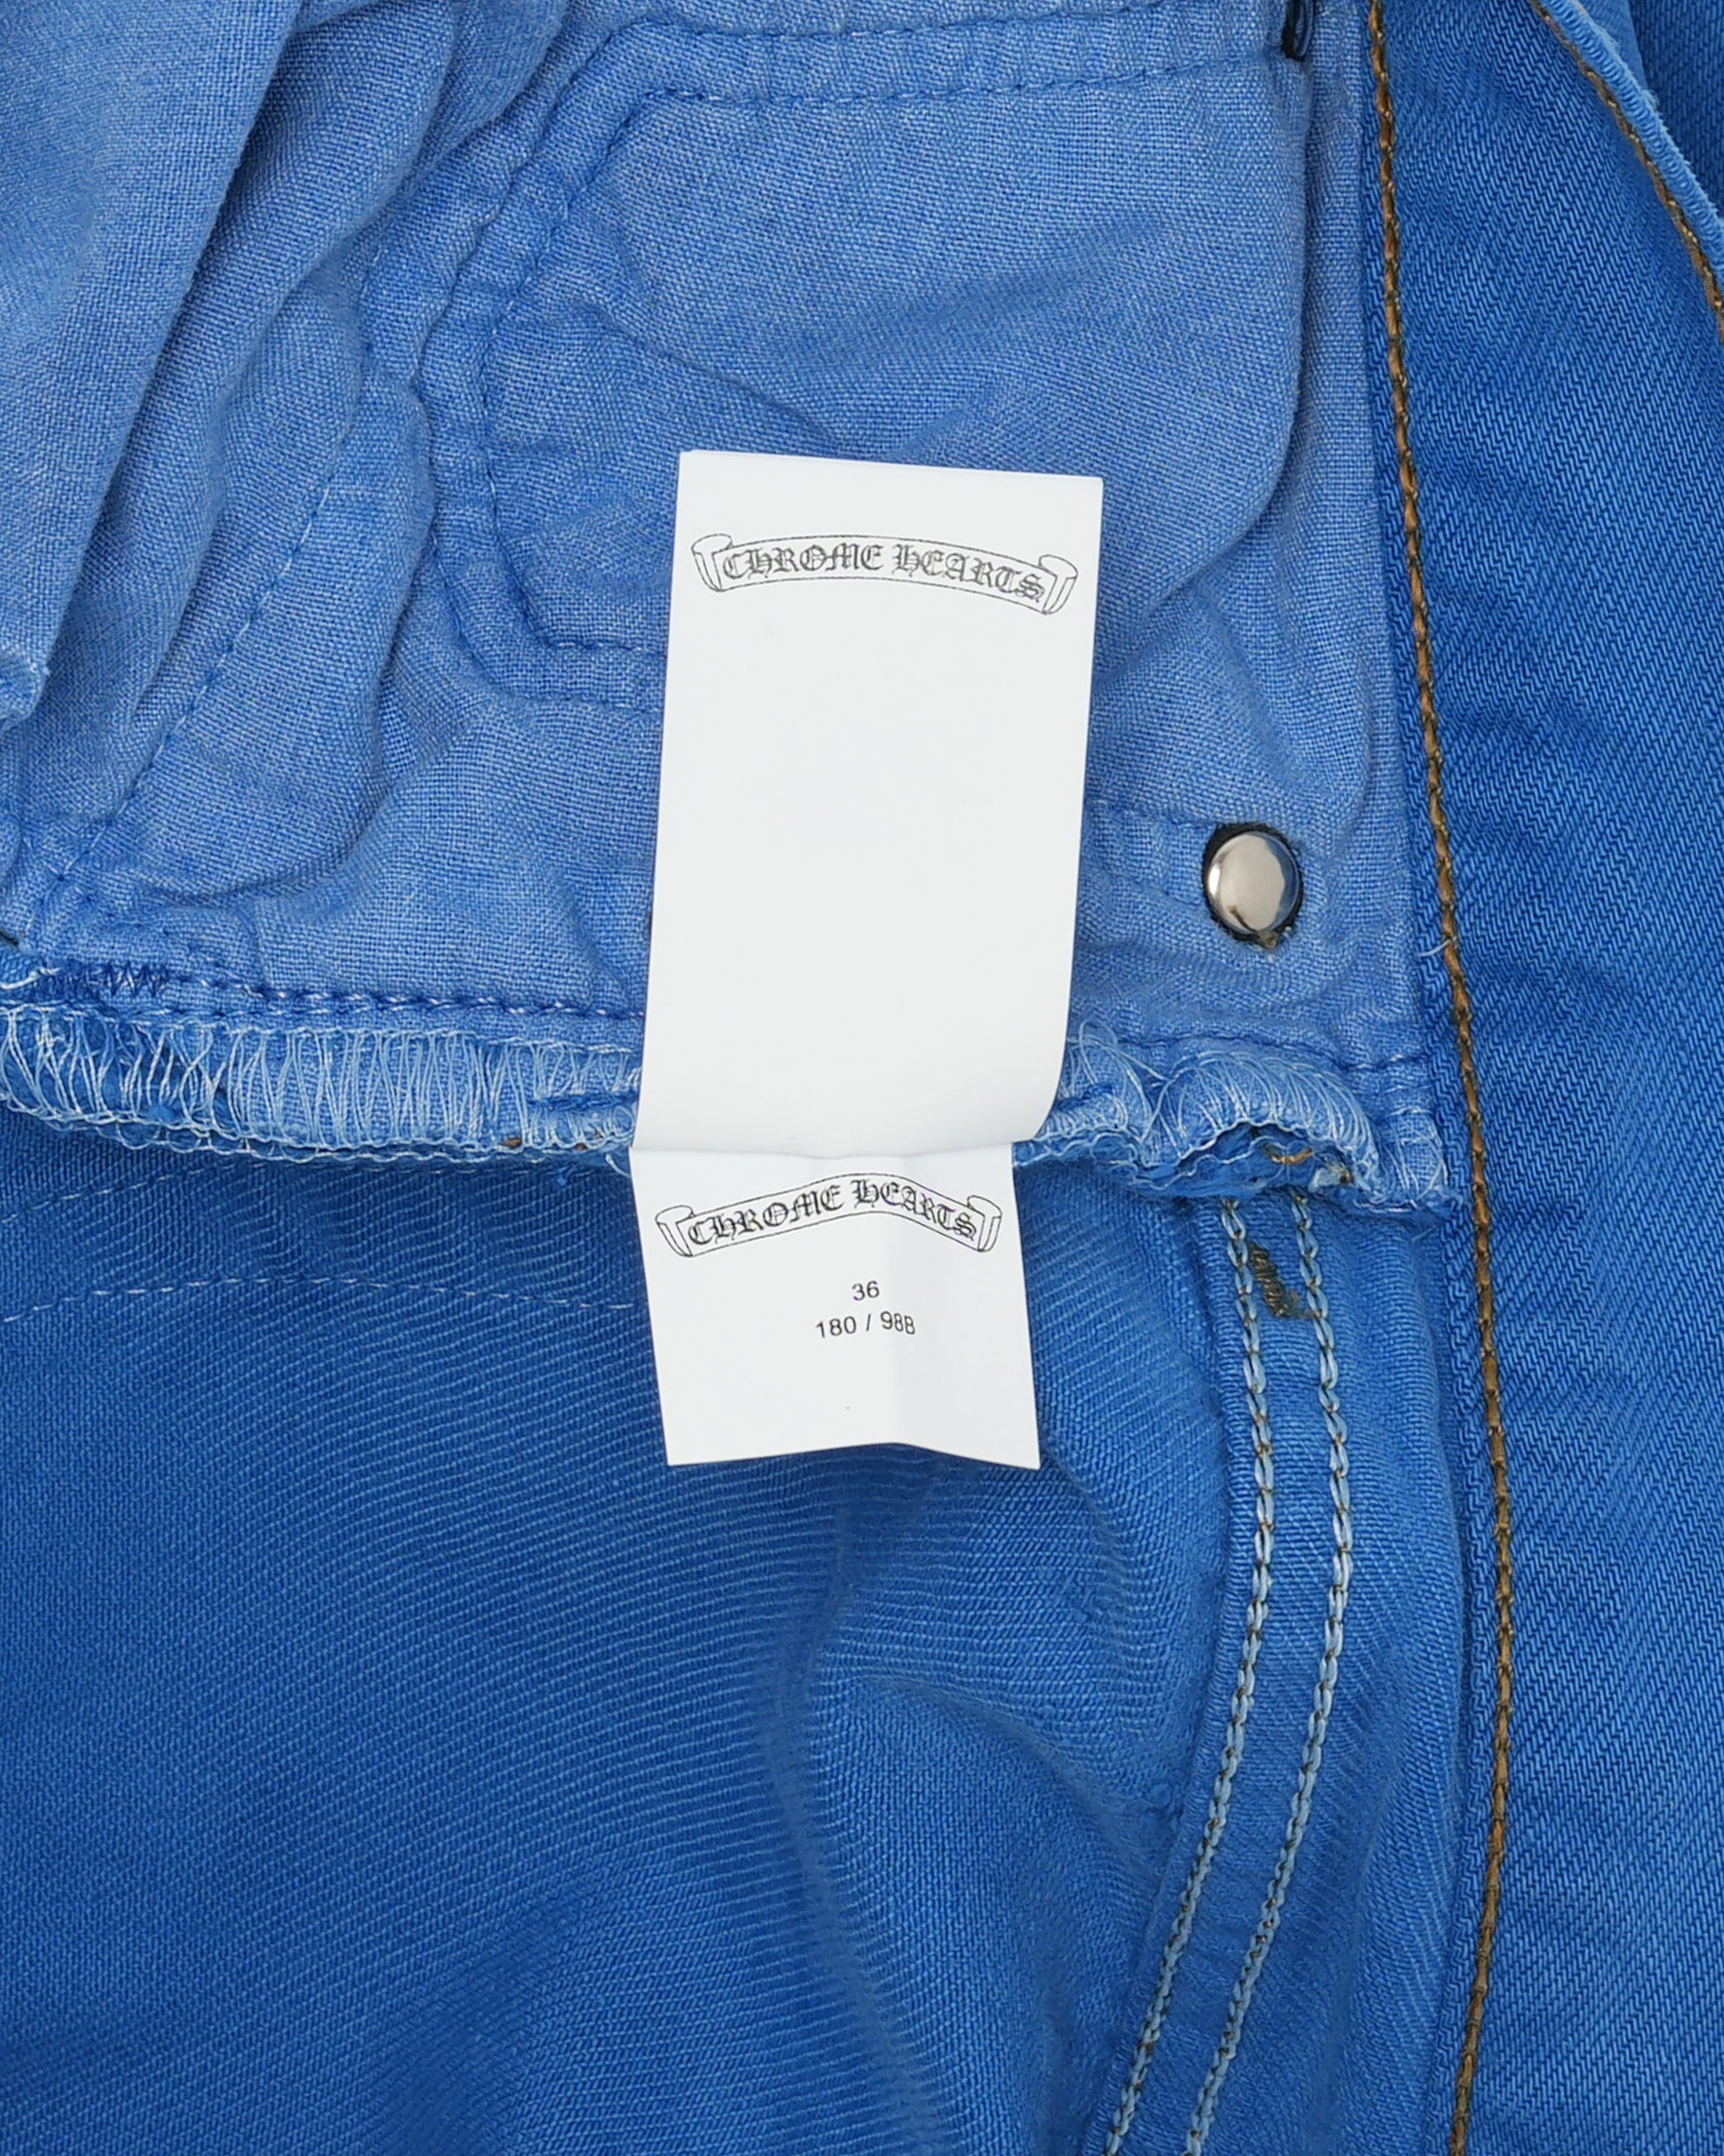 CHROME HEARTS
CHROME HEARTS
36
180 / 98B